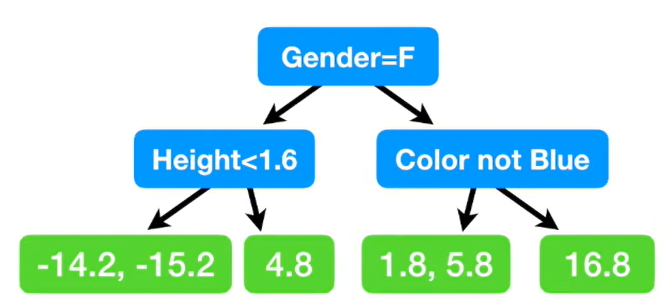 Gender=F
Height<1.6
Color not Blue
-14.2, -15.2
4.8
1.8, 5.8
16.8